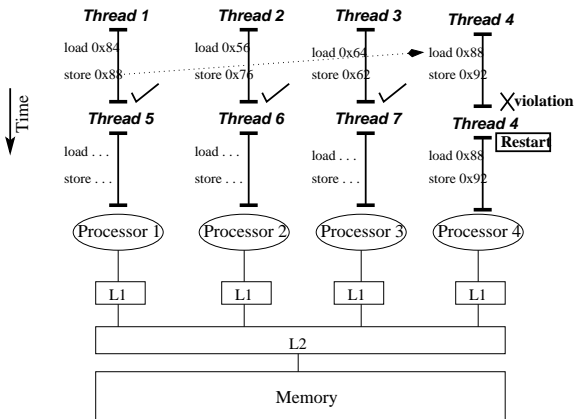 Thread 1
Thread 2
Thread 3
Thread 4
load 0x84
load 0x56
load 0x64
load 0x88
store 0x88
store 0x76
store 0x62
store 0x92
violation
Time
Thread 5
Thread 6
Thread 7
Thread 4
Restart
load . . .
load . . .
load . . .
load 0x88
store . . .
store . . .
store . . .
store 0x92
Processor 1
Processor 2
Processor 3
Processor 4
L1
L1
L1
L1
L2
Memory